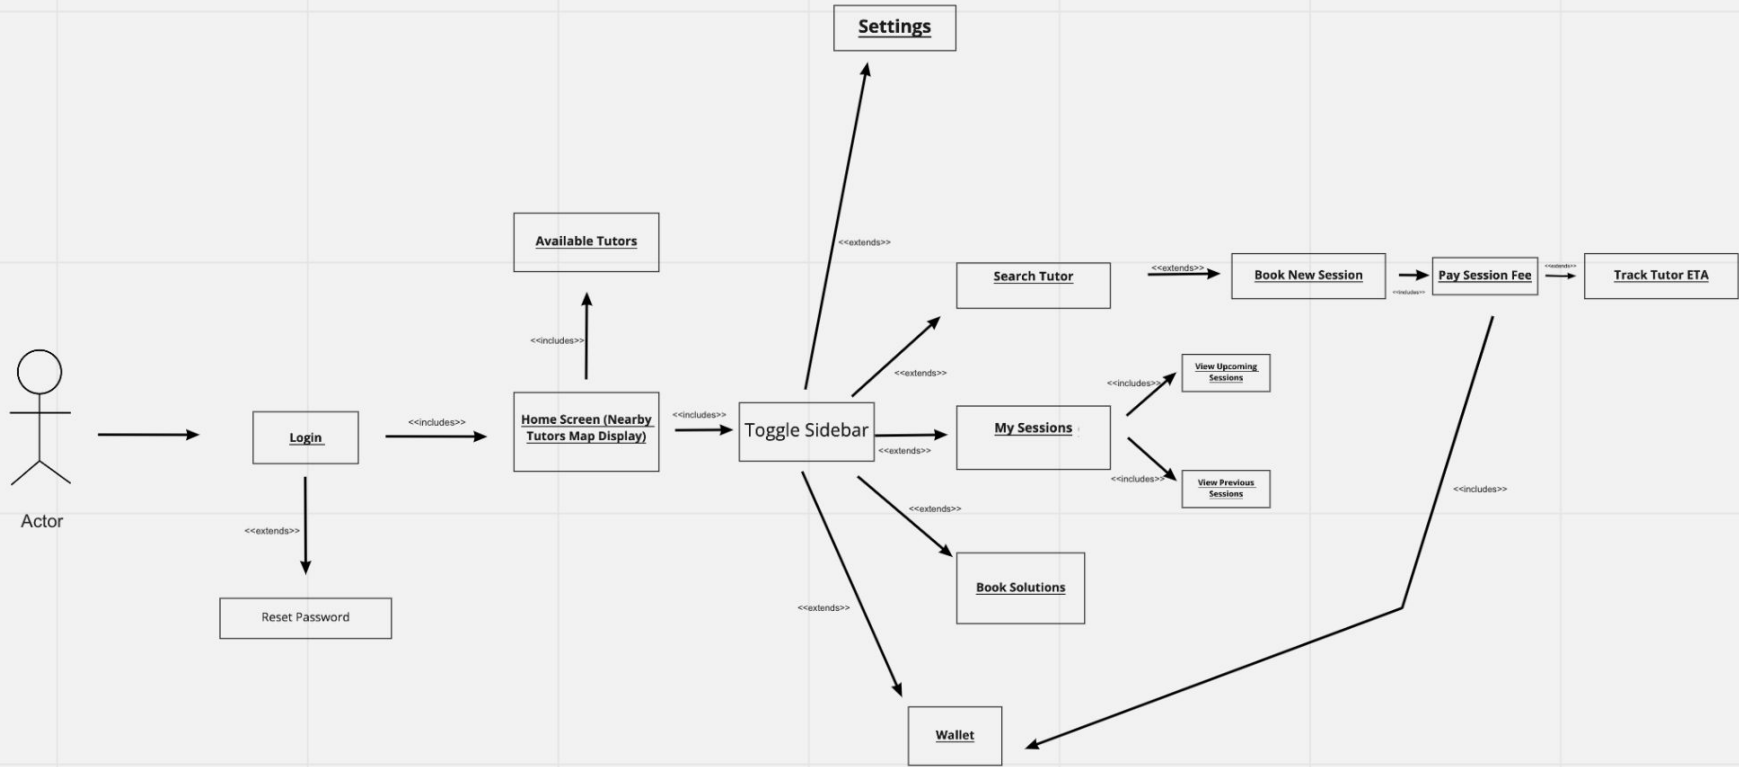 Settings
<<extends>>
Available Tutors
<<includes>>
Search Tutor
<<extends>>
Book New Session
<<includes>>
Pay Session Fee
<<extends>>
Track Tutor ETA
<<extends>>
Actor
Login
<<includes>>
Home Screen (Nearby
Tutors Map Display)
<<includes>>
Toggle Sidebar
<<extends>>
My Sessions
<<includes>>
View Upcoming
Sessions
<<includes>>
View Previous
Sessions
<<includes>>
<<extends>>
Reset Password
<<extends>>
Book Solutions
<<extends>>
Wallet